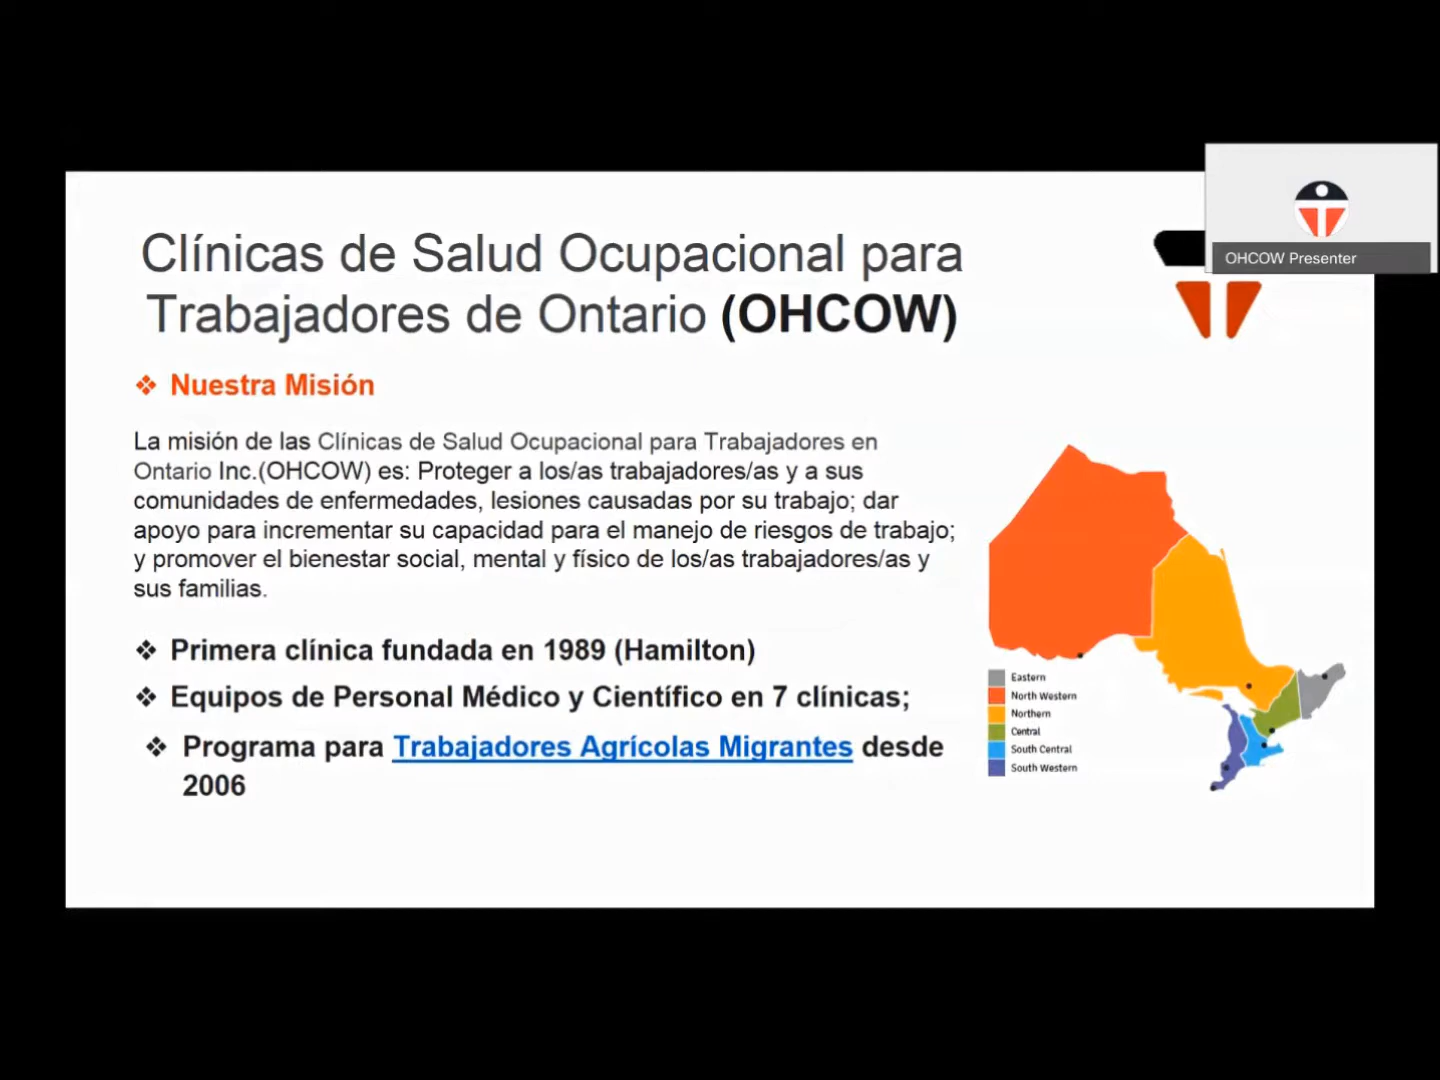 Clínicas de Salud Ocupacional para
Trabajadores de Ontario (OHCOW)
OHCOW Presenter
❖ Nuestra Misión
La misión de las Clínicas de Salud Ocupacional para Trabajadores en
Ontario Inc.(OHCOW) es: Proteger a los/as trabajadores/as y a sus
comunidades de enfermedades, lesiones causadas por su trabajo; dar
apoyo para incrementar su capacidad para el manejo de riesgos de trabajo;
y promover el bienestar social, mental y físico de los/as trabajadores/as y
sus familias.
❖ Primera clínica fundada en 1989 (Hamilton)
❖ Equipos de Personal Médico y Científico en 7 clínicas;
❖ Programa para Trabajadores Agrícolas Migrantes desde
2006
Eastern
North Western
Northern
Central
South Central
South Western